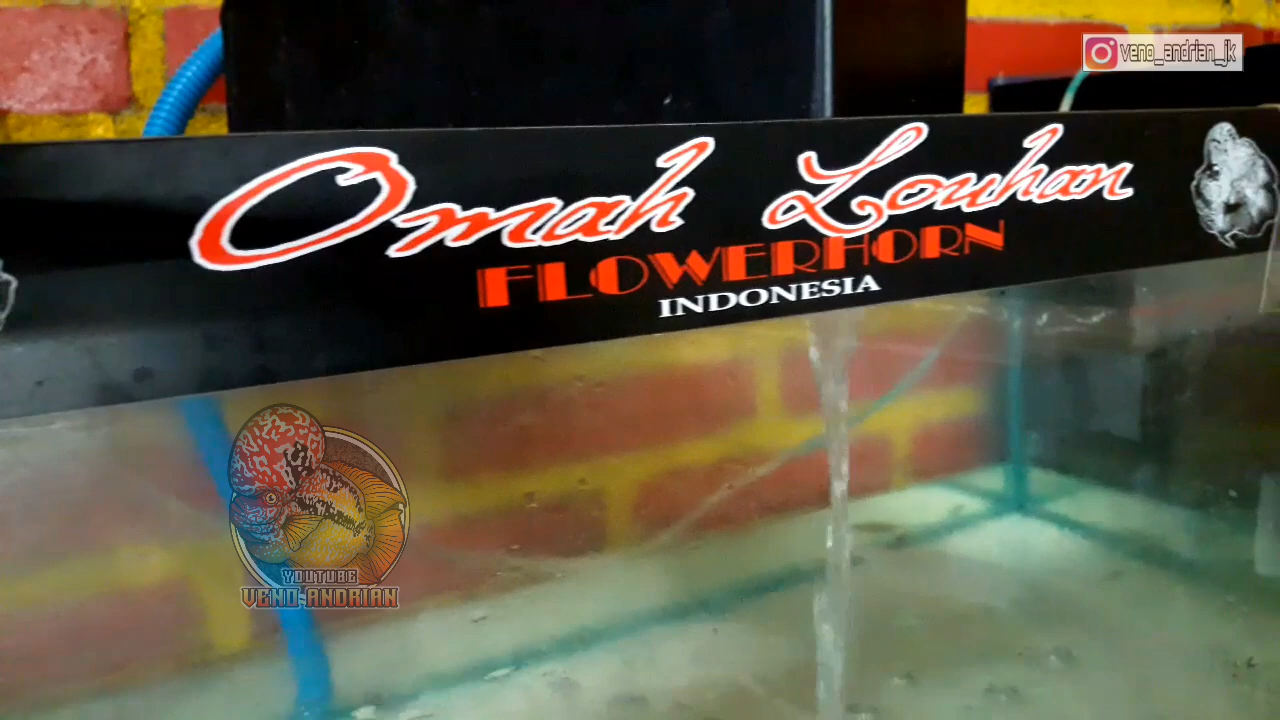 veno_andrian_jk
Omah Louhan
FLOWERHORN
INDONESIA
YOUTUBE
VENO ANDRIAN